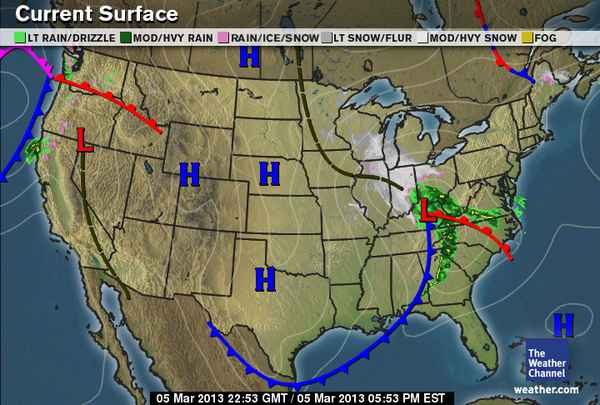 Current Surface
LT RAIN/DRIZZLE MOD/HVY RAIN RAIN/ICE/SNOW LT SNOW/FLUR MOD/HVY SNOW FOG
H
L
H
H
L
H
H
The
Weather
Channel
weather.com
05 Mar 2013 22:53 GMT / 05 Mar 2013 05:53 PM EST